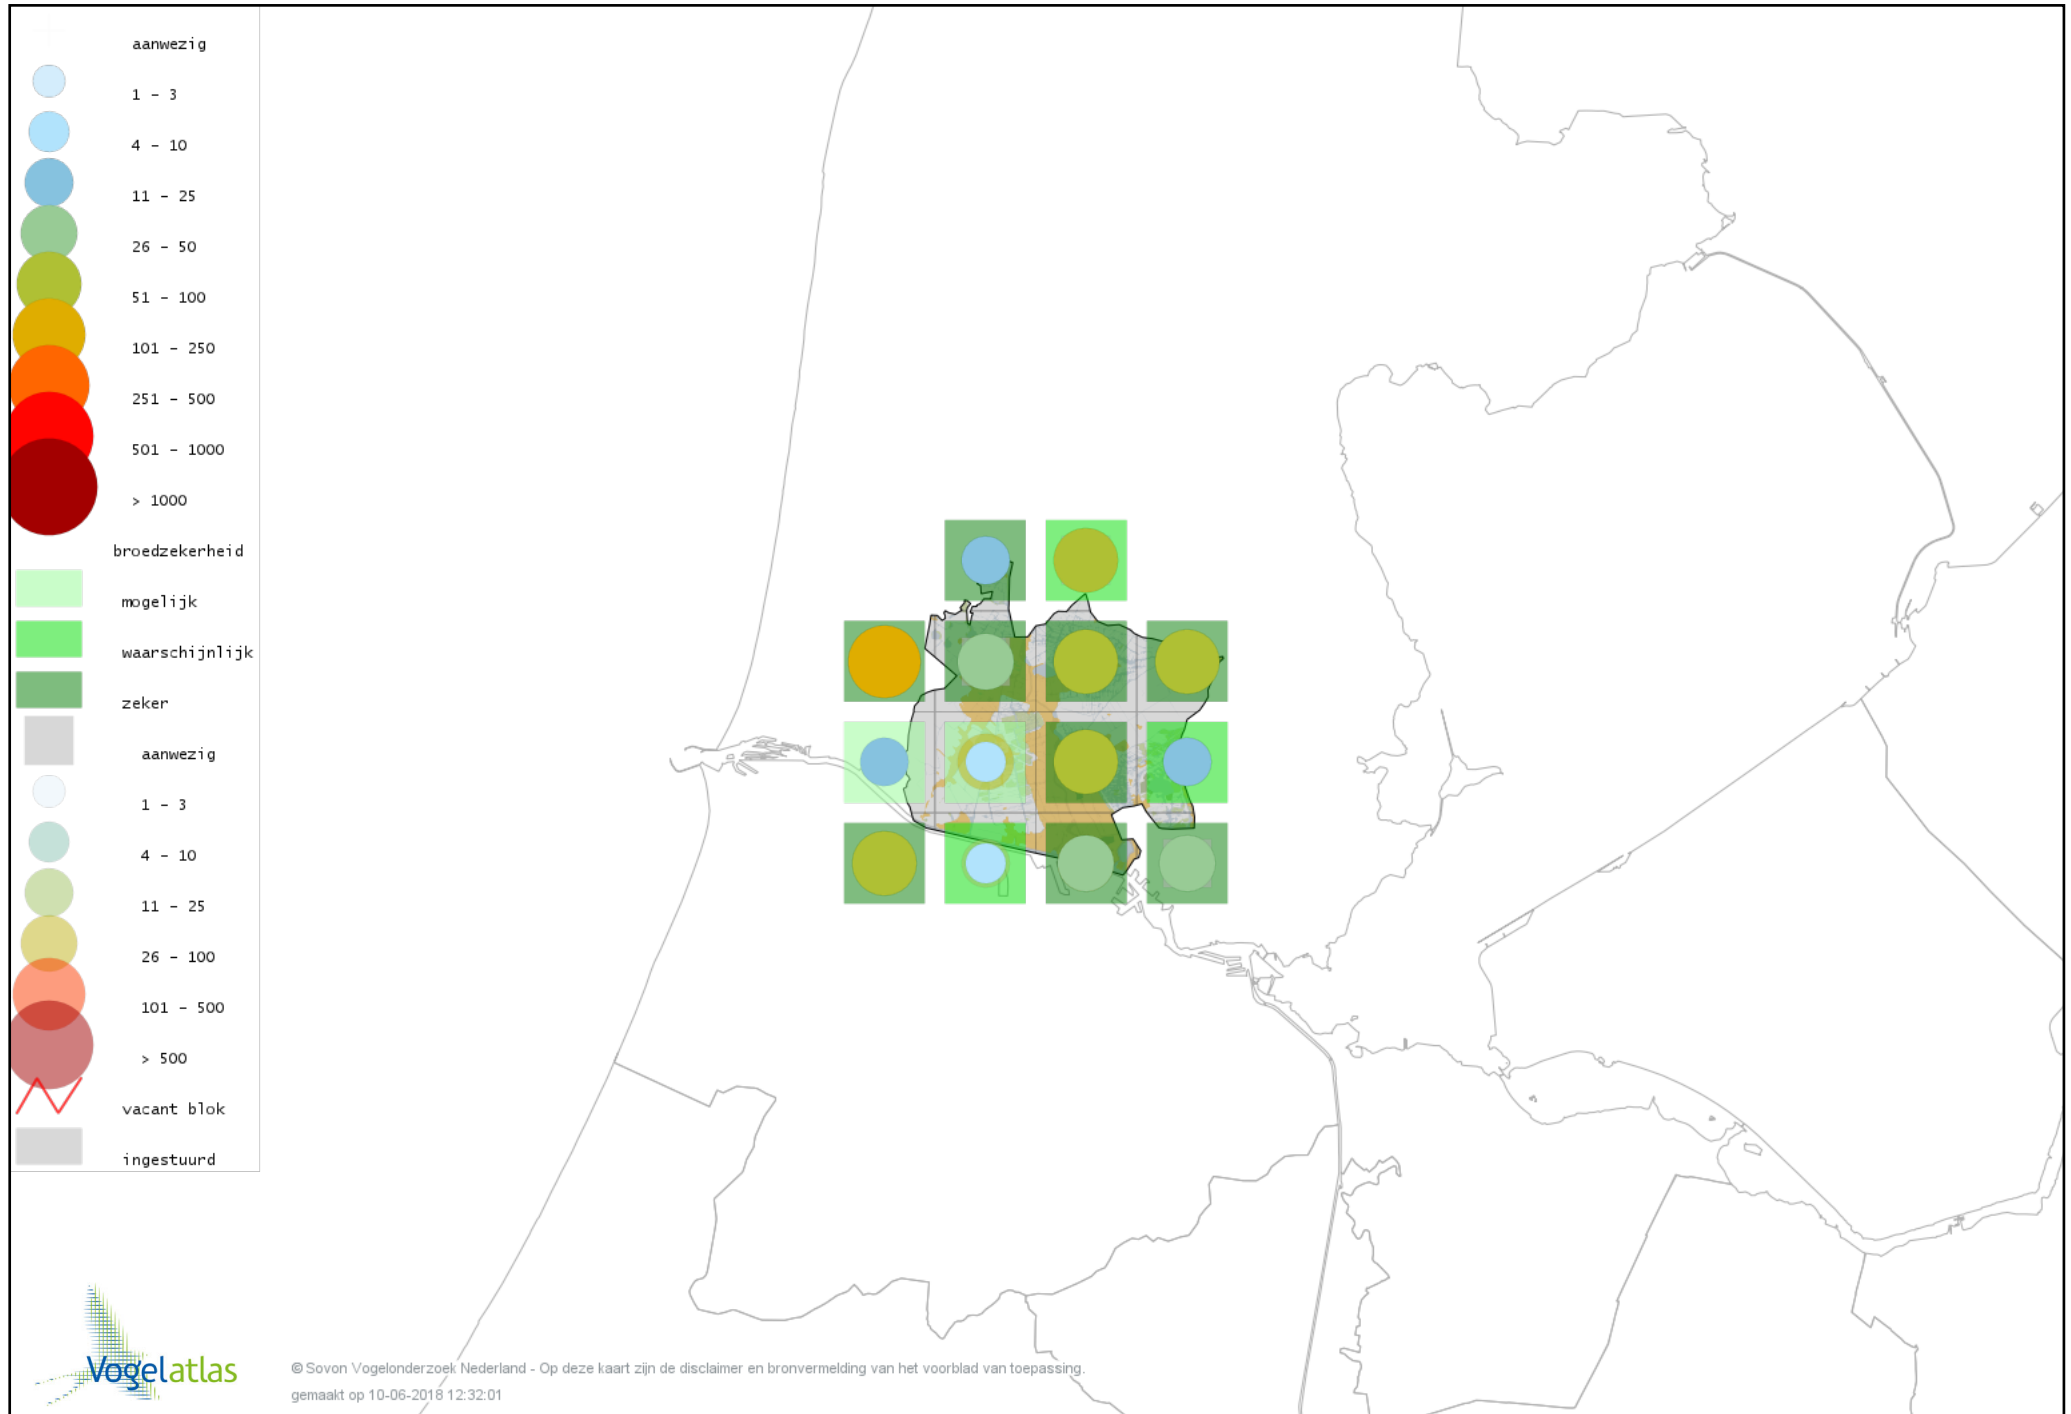 aanwezig
1 - 3
4 - 10
11 - 25
26 - 50
51 - 100
101 - 250
251 - 500
501 - 1000
> 1000
broedzekerheid
mogelijk
waarschijnlijk
zeker
aanwezig
1 - 3
4 - 10
11 - 25
26 - 100
101 - 500
> 500
vacant blok
ingestuurd
Vogelatlas
© Sovon Vogelonderzoek Nederland - Op deze kaart zijn de disclaimer en bronvermelding van het voorblad van toepassing.
gemaakt op 10-06-2018 12:32:01